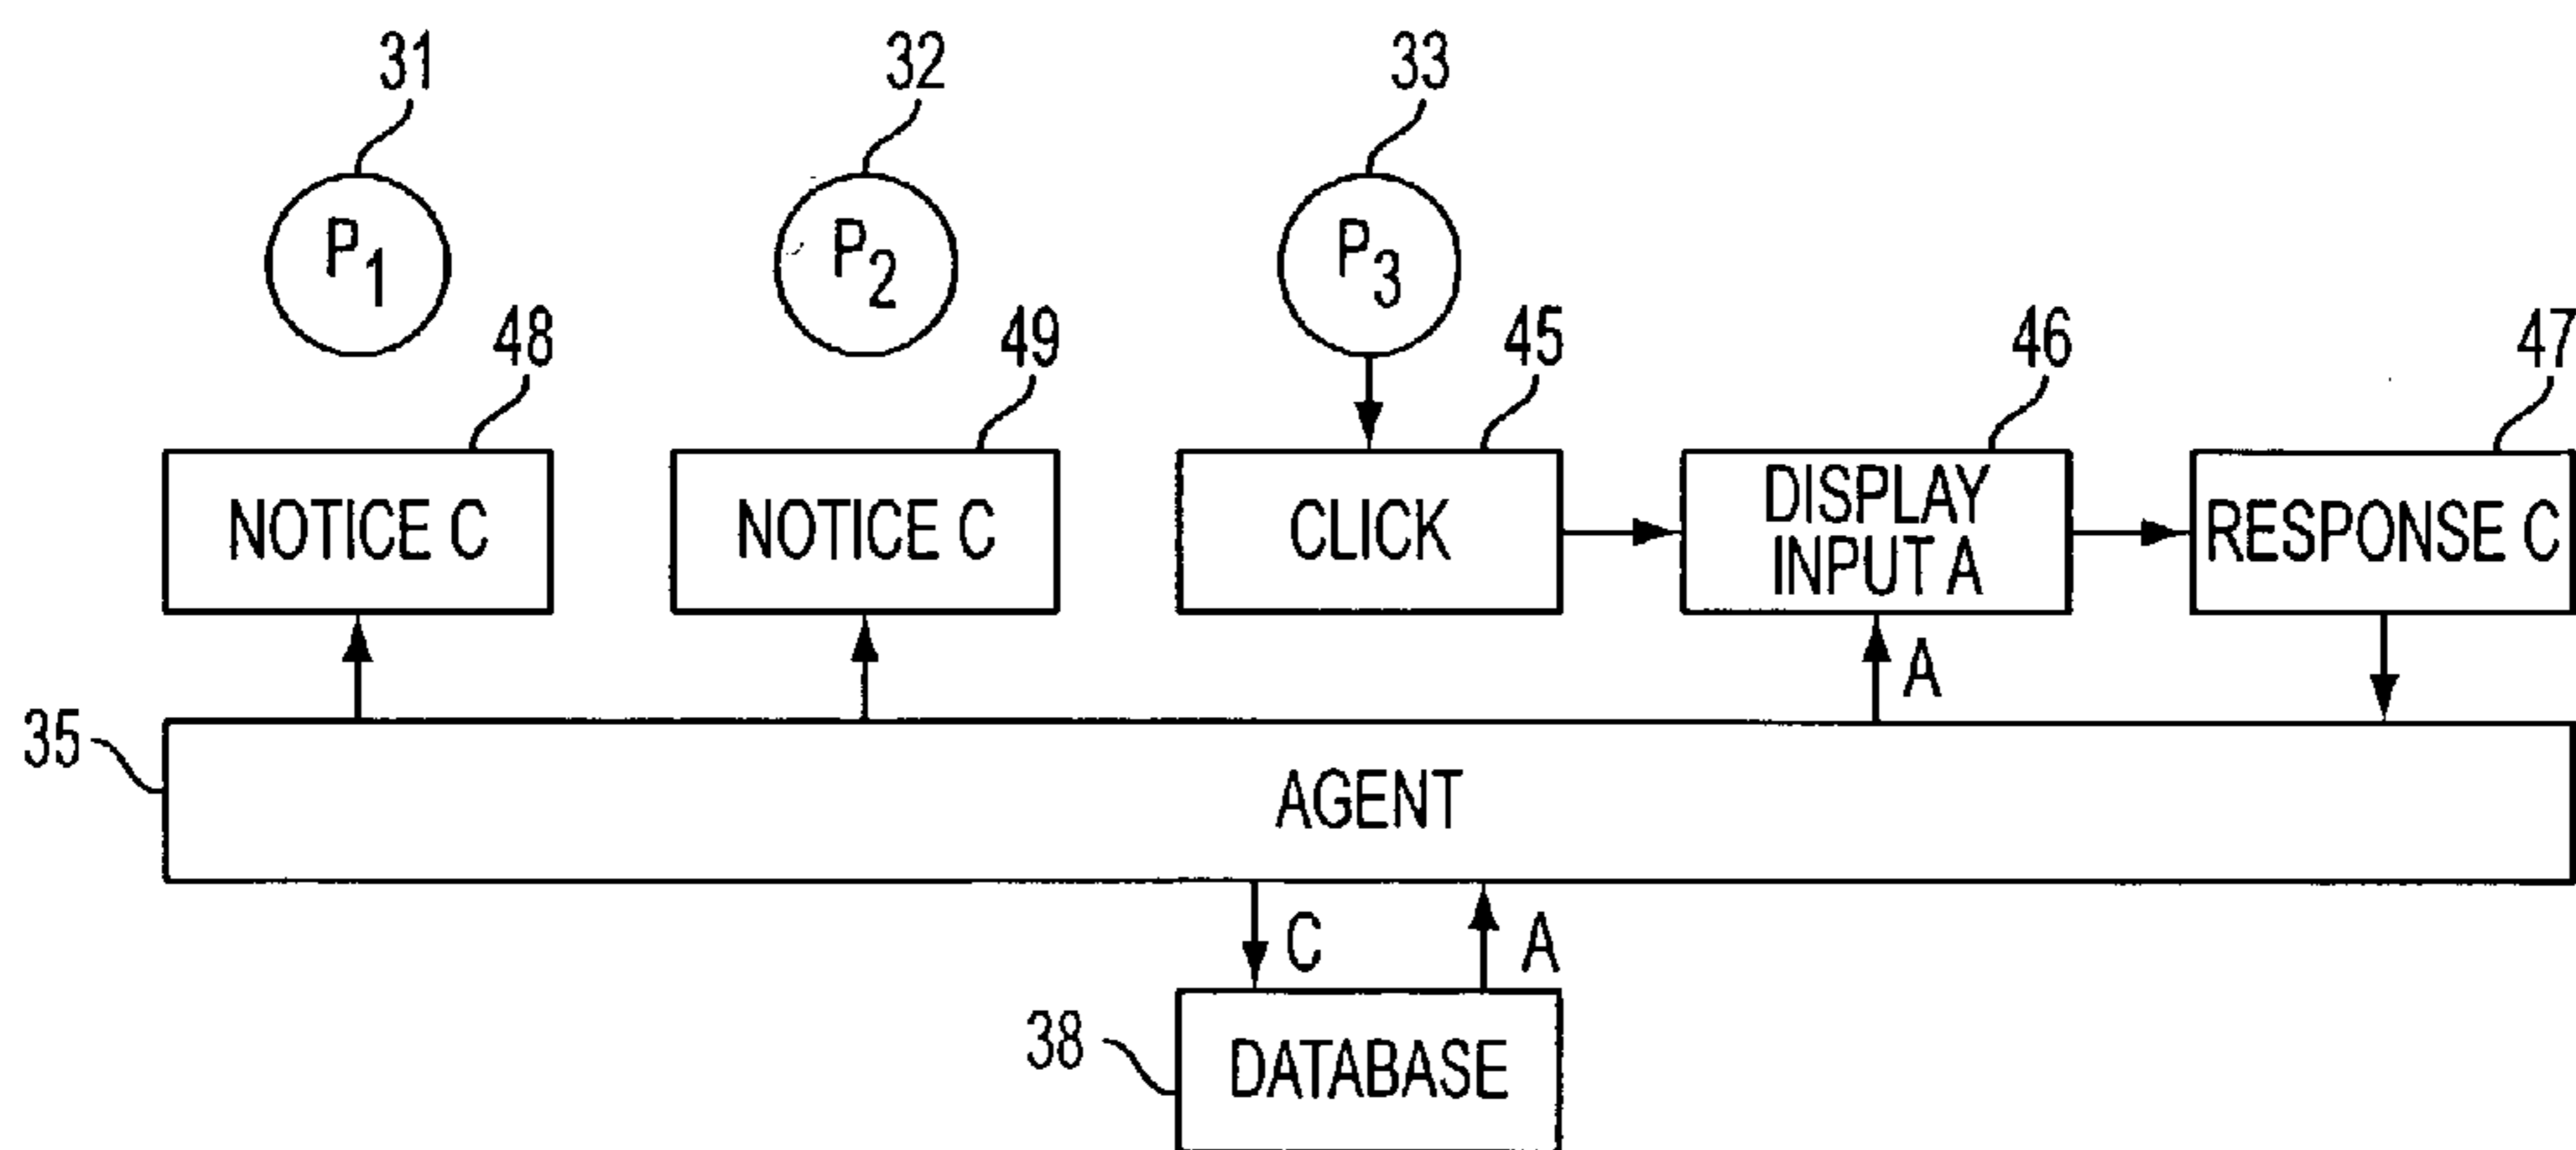 31
32
33
P1
P2
P3
48
49
45
46
47
NOTICE C
NOTICE C
CLICK
DISPLAY
INPUT A
RESPONSE C
A
35
AGENT
C
A
38
DATABASE